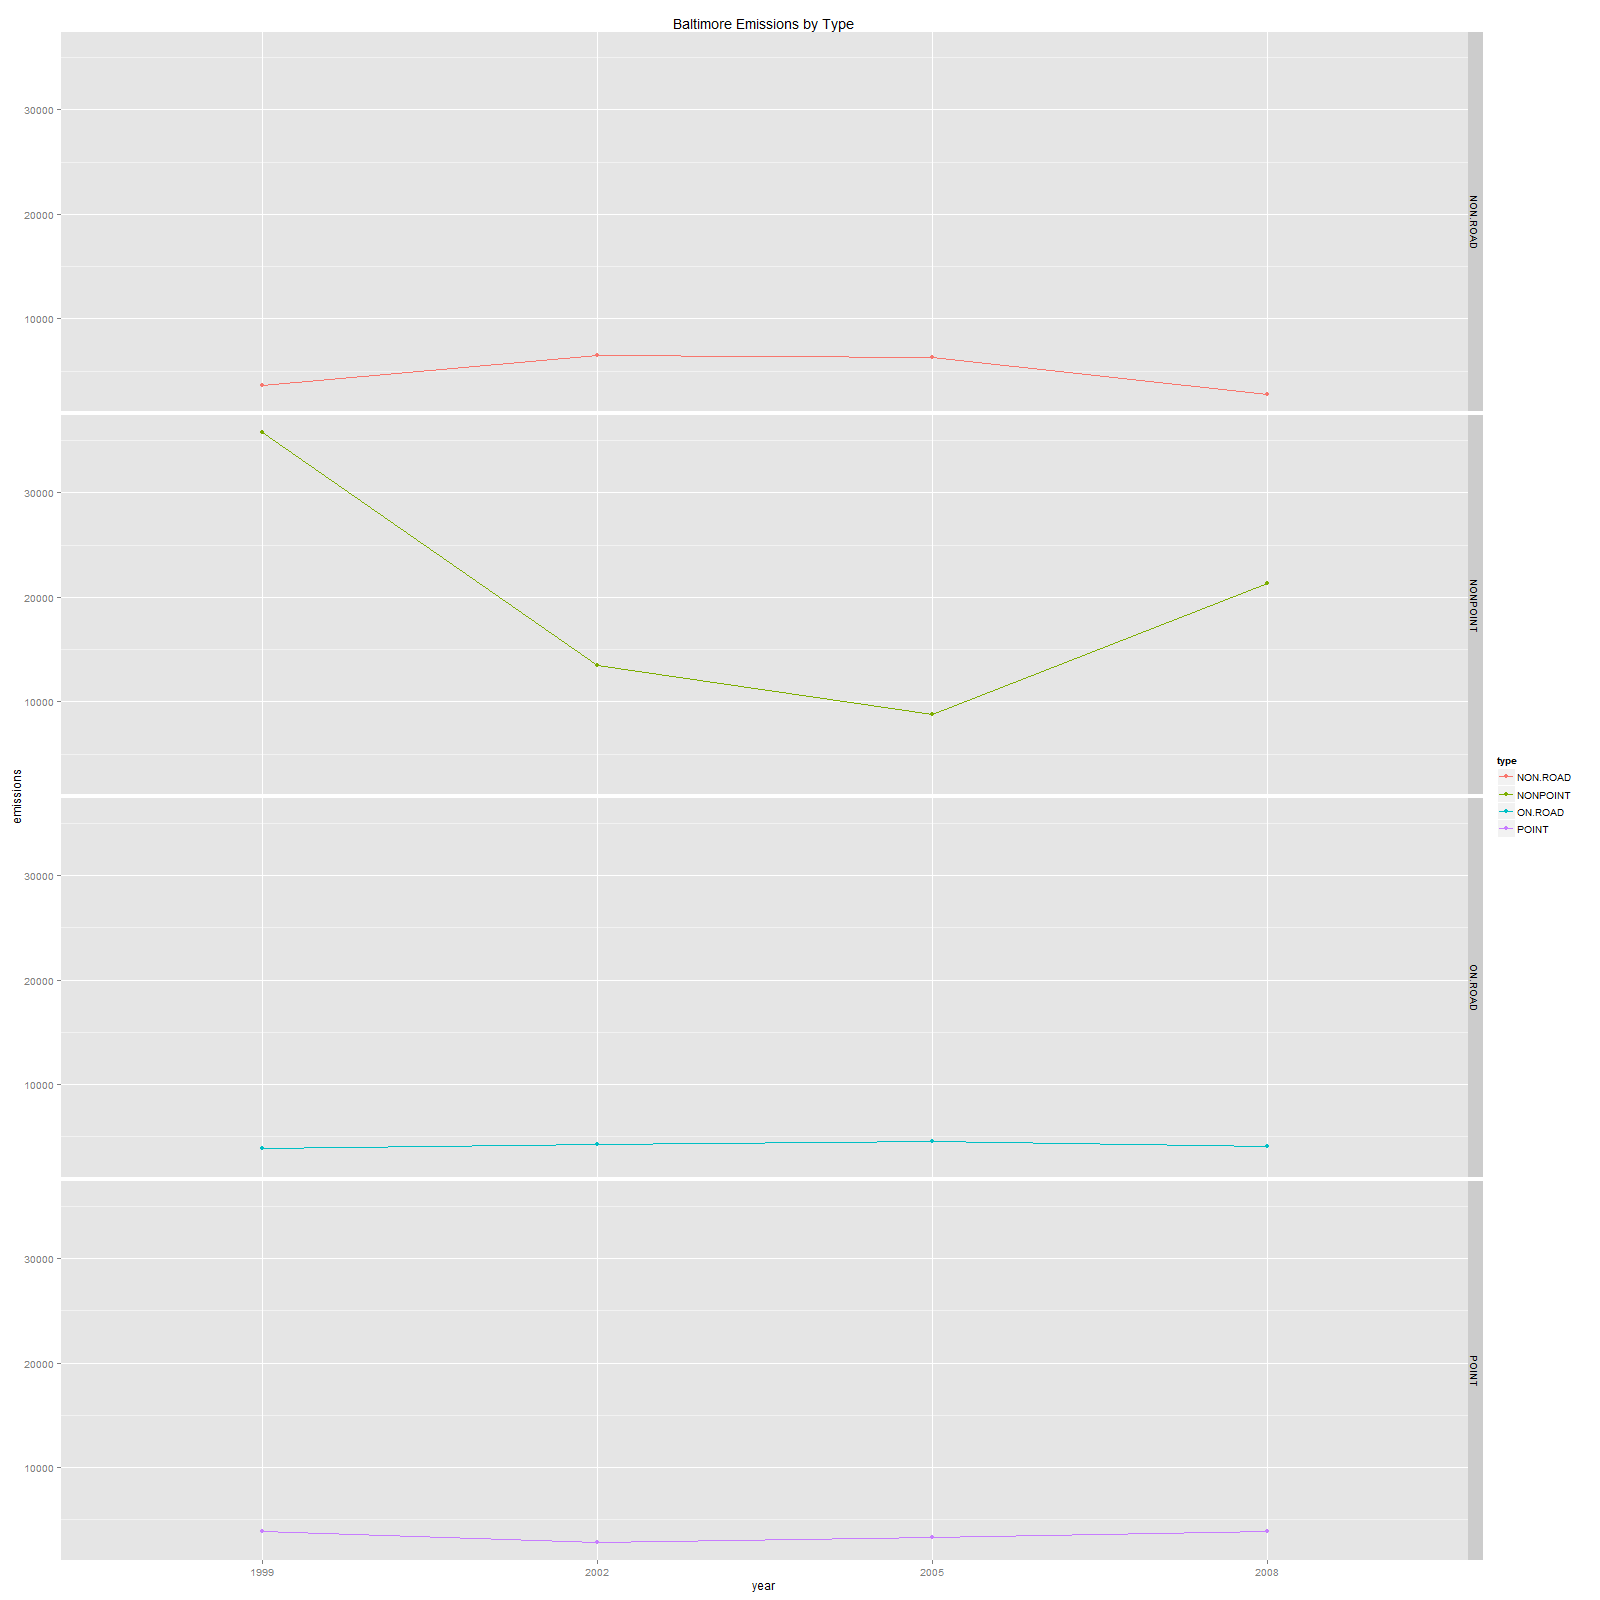 Baltimore Emissions by Type
30000
20000
10000
NON.ROAD
30000
20000
10000
NONPOINT
30000
20000
10000
ON.ROAD
30000
20000
10000
POINT
1999 2002 2005 2008
year
emissions
type
NON.ROAD
NONPOINT
ON.ROAD
POINT